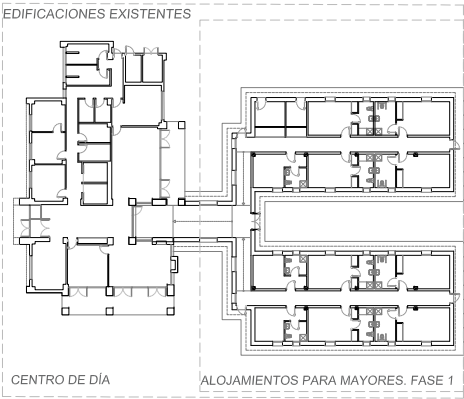 EDIFICACIONES EXISTENTES
CENTRO DE DÍA
ALOJAMIENTOS PARA MAYORES. FASE 1